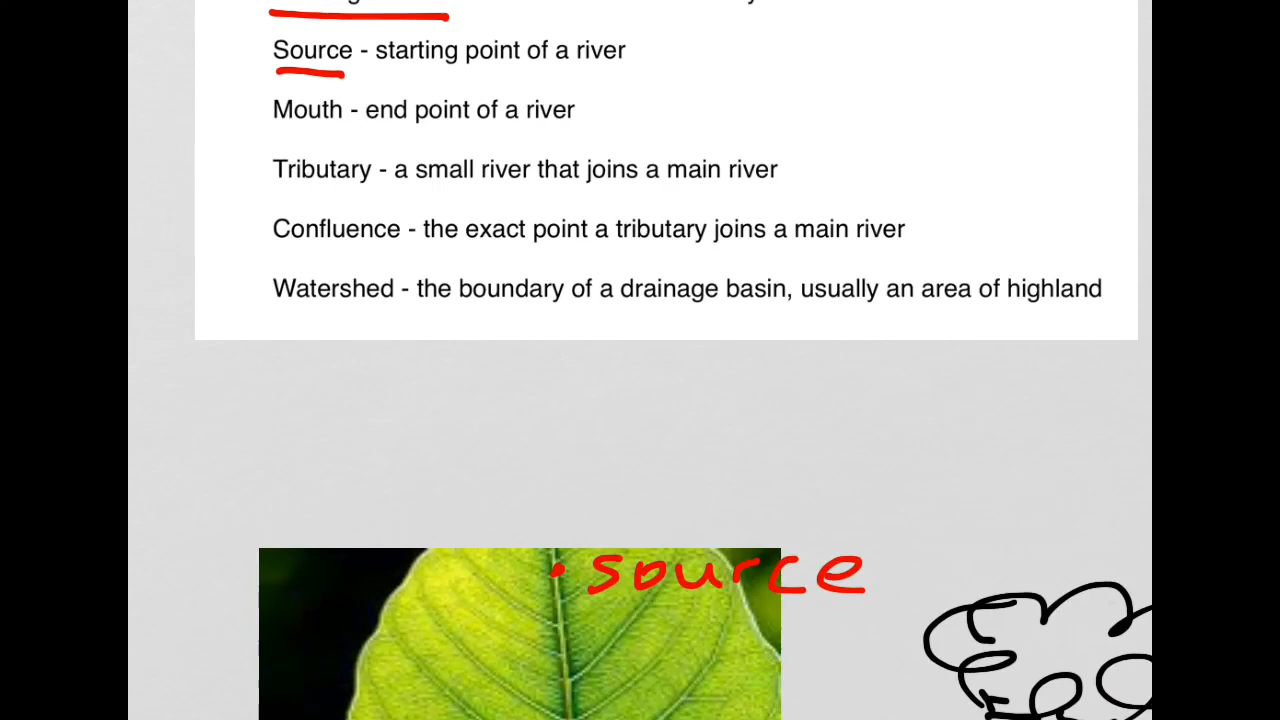 Source - starting point of a river
Mouth - end point of a river
Tributary - a small river that joins a main river
Confluence - the exact point a tributary joins a main river
Watershed - the boundary of a drainage basin, usually an area of highland
source